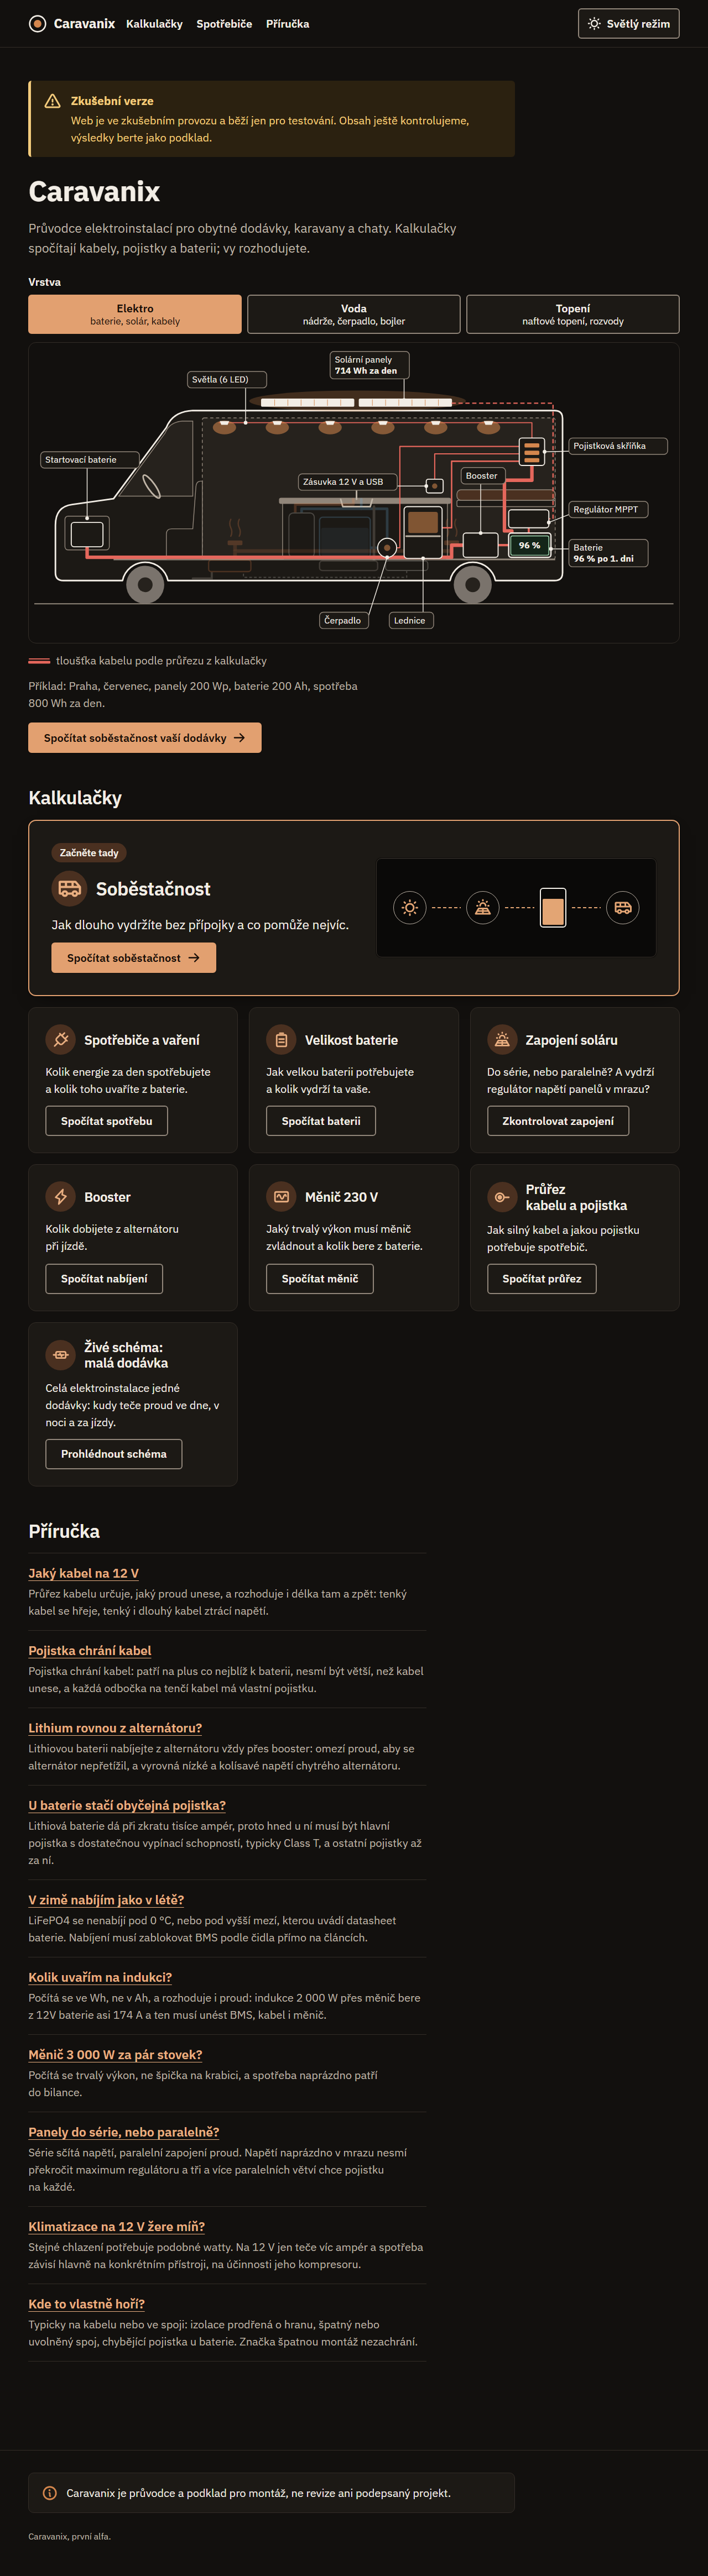 Caravanix
Kalkulačky
Spotřebiče
Příručka
Světlý režim
Zkušební verze
Web je ve zkušebním provozu a běží jen pro testování. Obsah ještě kontrolujeme,
výsledky berte jako podklad.
Caravanix
Průvodce elektroinstalací pro obytné dodávky, karavany a chaty. Kalkulačky
spočítají kabely, pojistky a baterii; vy rozhodujete.
Vrstva
Elektro
baterie, solár, kabely
Voda
nádrže, čerpadlo, bojler
Topení
naftové topení, rozvody
Solární panely
714 Wh za den
Světla (6 LED)
Startovací baterie
Pojistková skříňka
Zásuvka 12 V a USB
Booster
Regulátor MPPT
96 %
Baterie
96 % po 1. dni
Čerpadlo
Lednice
tloušťka kabelu podle průřezu z kalkulačky
Příklad: Praha, červenec, panely 200 Wp, baterie 200 Ah, spotřeba
800 Wh za den.
Spočítat soběstačnost vaší dodávky
Kalkulačky
Začněte tady
Soběstačnost
Jak dlouho vydržíte bez přípojky a co pomůže nejvíc.
Spočítat soběstačnost
Spotřebiče a vaření
Kolik energie za den spotřebujete
a kolik toho uvaříte z baterie.
Spočítat spotřebu
Velikost baterie
Jak velkou baterii potřebujete
a kolik vydrží ta vaše.
Spočítat baterii
Zapojení soláru
Do série, nebo paralelně? A vydrží
regulátor napětí panelů v mrazu?
Zkontrolovat zapojení
Booster
Kolik dobijete z alternátoru
při jízdě.
Spočítat nabíjení
Měnič 230 V
Jaký trvalý výkon musí měnič
zvládnout a kolik bere z baterie.
Spočítat měnič
Průřez
kabelu a pojistka
Jak silný kabel a jakou pojistku
potřebuje spotřebič.
Spočítat průřez
Živé schéma:
malá dodávka
Celá elektroinstalace jedné
dodávky: kudy teče proud ve dne, v
noci a za jízdy.
Prohlédnout schéma
Příručka
Jaký kabel na 12 V
Průřez kabelu určuje, jaký proud unese, a rozhoduje i délka tam a zpět: tenký
kabel se hřeje, tenký i dlouhý kabel ztrácí napětí.
Pojistka chrání kabel
Pojistka chrání kabel: patří na plus co nejblíž k baterii, nesmí být větší, než kabel
unese, a každá odbočka na tenčí kabel má vlastní pojistku.
Lithium rovnou z alternátoru?
Lithiovou baterii nabíjejte z alternátoru vždy přes booster: omezí proud, aby se
alternátor nepřetížil, a vyrovná nízké a kolísavé napětí chytrého alternátoru.
U baterie stačí obyčejná pojistka?
Lithiová baterie dá při zkratu tisíce ampér, proto hned u ní musí být hlavní
pojistka s dostatečnou vypínací schopností, typicky Class T, a ostatní pojistky až
za ní.
V zimě nabíjím jako v létě?
LiFePO4 se nenabíjí pod 0 °C, nebo pod vyšší mezí, kterou uvádí datasheet
baterie. Nabíjení musí zablokovat BMS podle čidla přímo na článcích.
Kolik uvařím na indukci?
Počítá se ve Wh, ne v Ah, a rozhoduje i proud: indukce 2 000 W přes měnič bere
z 12V baterie asi 174 A a ten musí unést BMS, kabel i měnič.
Měnič 3 000 W za pár stovek?
Počítá se trvalý výkon, ne špička na krabici, a spotřeba naprázdno patří
do bilance.
Panely do série, nebo paralelně?
Série sčítá napětí, paralelní zapojení proud. Napětí naprázdno v mrazu nesmí
překročit maximum regulátoru a tři a více paralelních větví chce pojistku
na každé.
Klimatizace na 12 V žere míň?
Stejné chlazení potřebuje podobné watty. Na 12 V jen teče víc ampér a spotřeba
závisí hlavně na konkrétním přístroji, na účinnosti jeho kompresoru.
Kde to vlastně hoří?
Typicky na kabelu nebo ve spoji: izolace prodřená o hranu, špatný nebo
uvolněný spoj, chybějící pojistka u baterie. Značka špatnou montáž nezachrání.
Caravanix je průvodce a podklad pro montáž, ne revize ani podepsaný projekt.
Caravanix, první alfa.